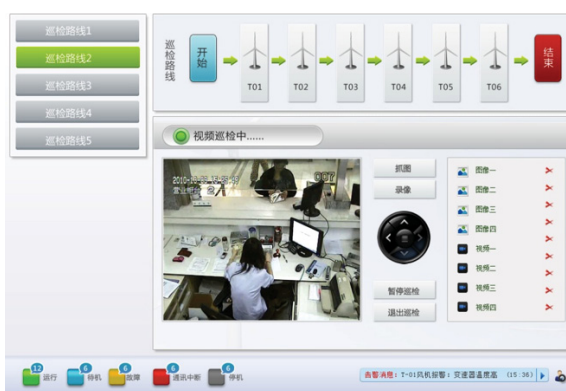 巡检路线1
巡检路线2
巡检路线3
巡检路线4
巡检路线5
巡检路线
开始
T01
T02
T03
T04
T05
T06
结束
视频巡检中......
007
抓图
录像
暂停巡检
退出巡检
图像一
图像二
图像三
图像四
视频一
视频二
视频三
视频四
12
运行
6
待机
6
故障
6
通讯中断
6
停机
告警消息：T-01风机报警：变速器温度高 (15:36)